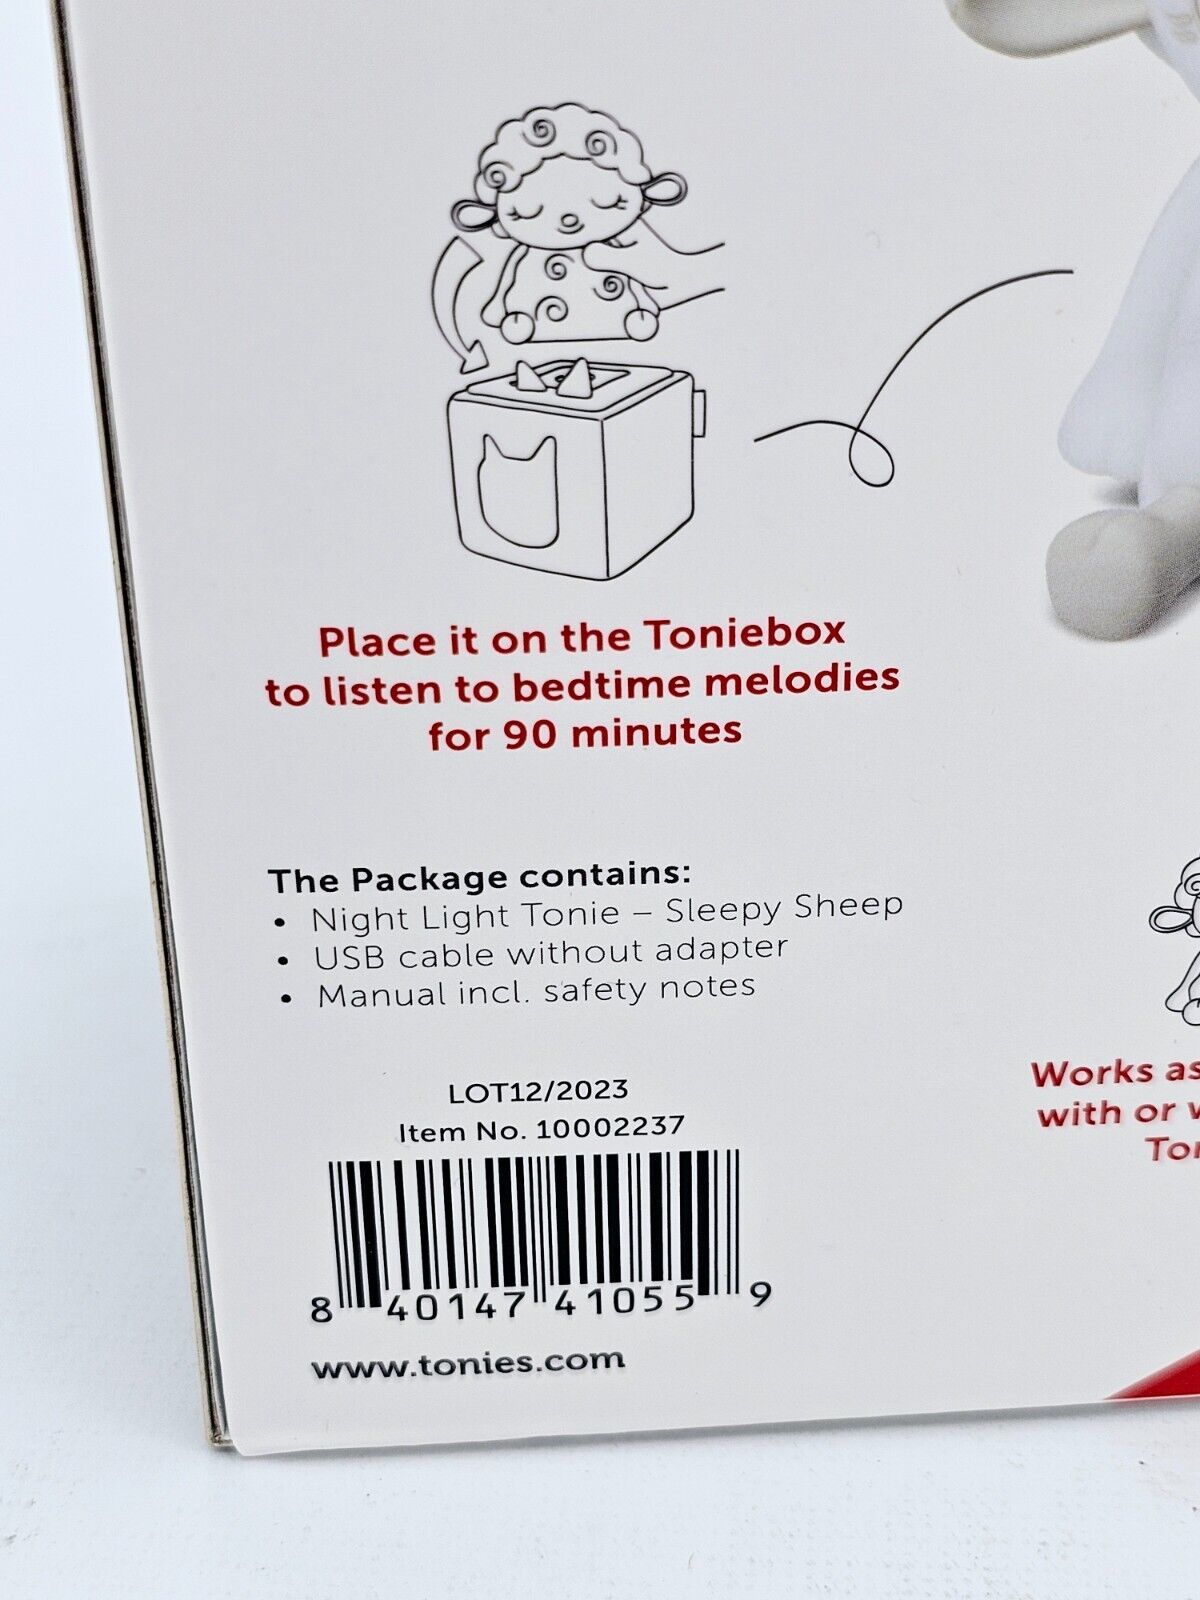 Place it on the Toniebox
to listen to bedtime melodies
for 90 minutes
The Package contains:
• Night Light Tonie – Sleepy Sheep
• USB cable without adapter
• Manual incl. safety notes
LOT12/2023
Item No. 10002237
8 40147 41055 9
www.tonies.com
Works as
with or